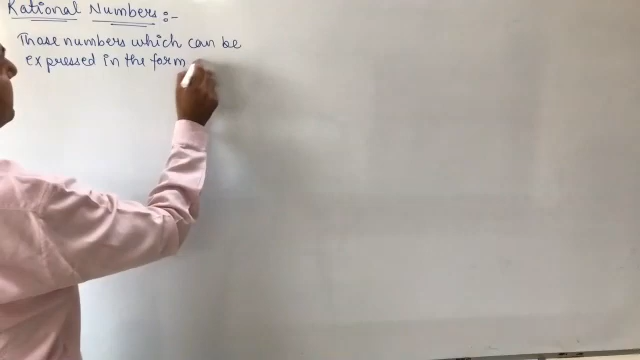 Rational Numbers :-
Those numbers which can be
expressed in the form